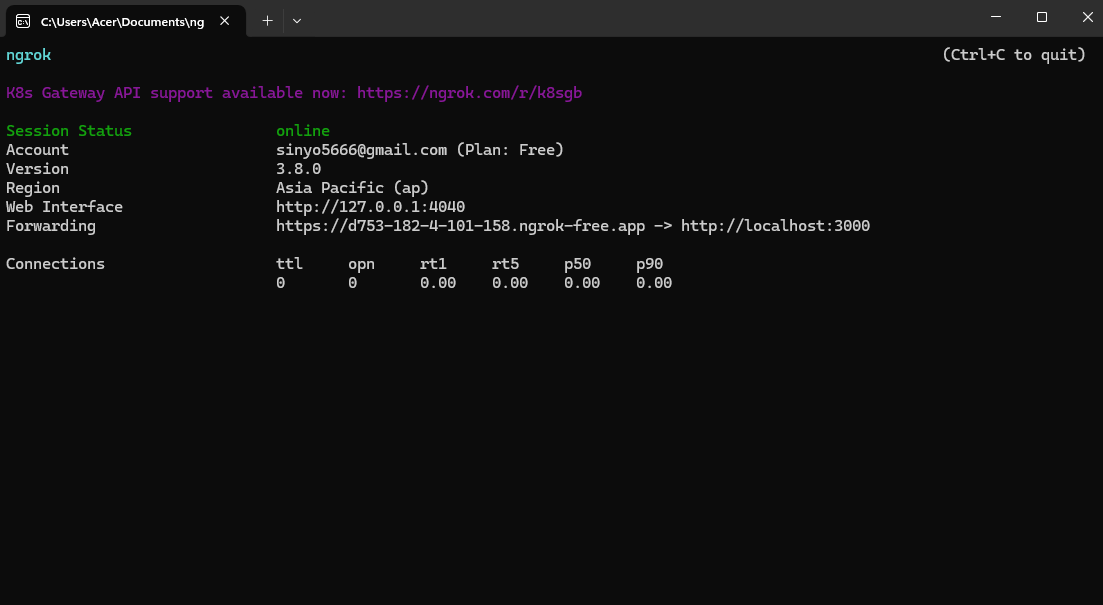 C:\Users\Acer\Documents\ng
ngrok (Ctrl+C to quit)
K8s Gateway API support available now: https://ngrok.com/r/k8sgb
Session Status online
Account sinyo5666@gmail.com (Plan: Free)
Version 3.8.0
Region Asia Pacific (ap)
Web Interface http://127.0.0.1:4040
Forwarding https://d753-182-4-101-158.ngrok-free.app -> http://localhost:3000
Connections ttl opn rt1 rt5 p50 p90
0 0 0.00 0.00 0.00 0.00